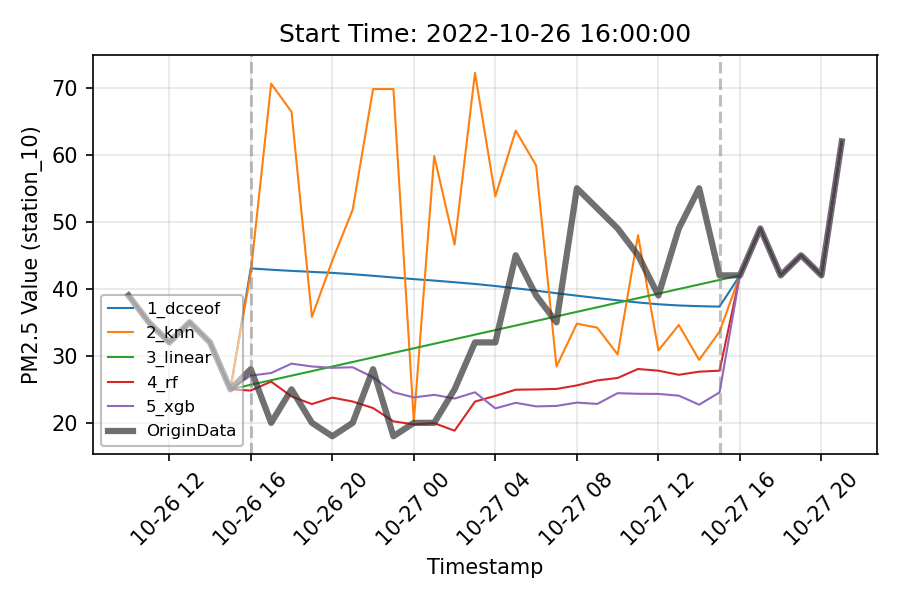 Start Time: 2022-10-26 16:00:00
PM2.5 Value (station_10)
70
60
50
40
30
20
1_dcceof
2_knn
3_linear
4_rf
5_xgb
OriginData
10-26 12
10-26 16
10-26 20
10-27 00
10-27 04
10-27 08
10-27 12
10-27 16
10-27 20
Timestamp